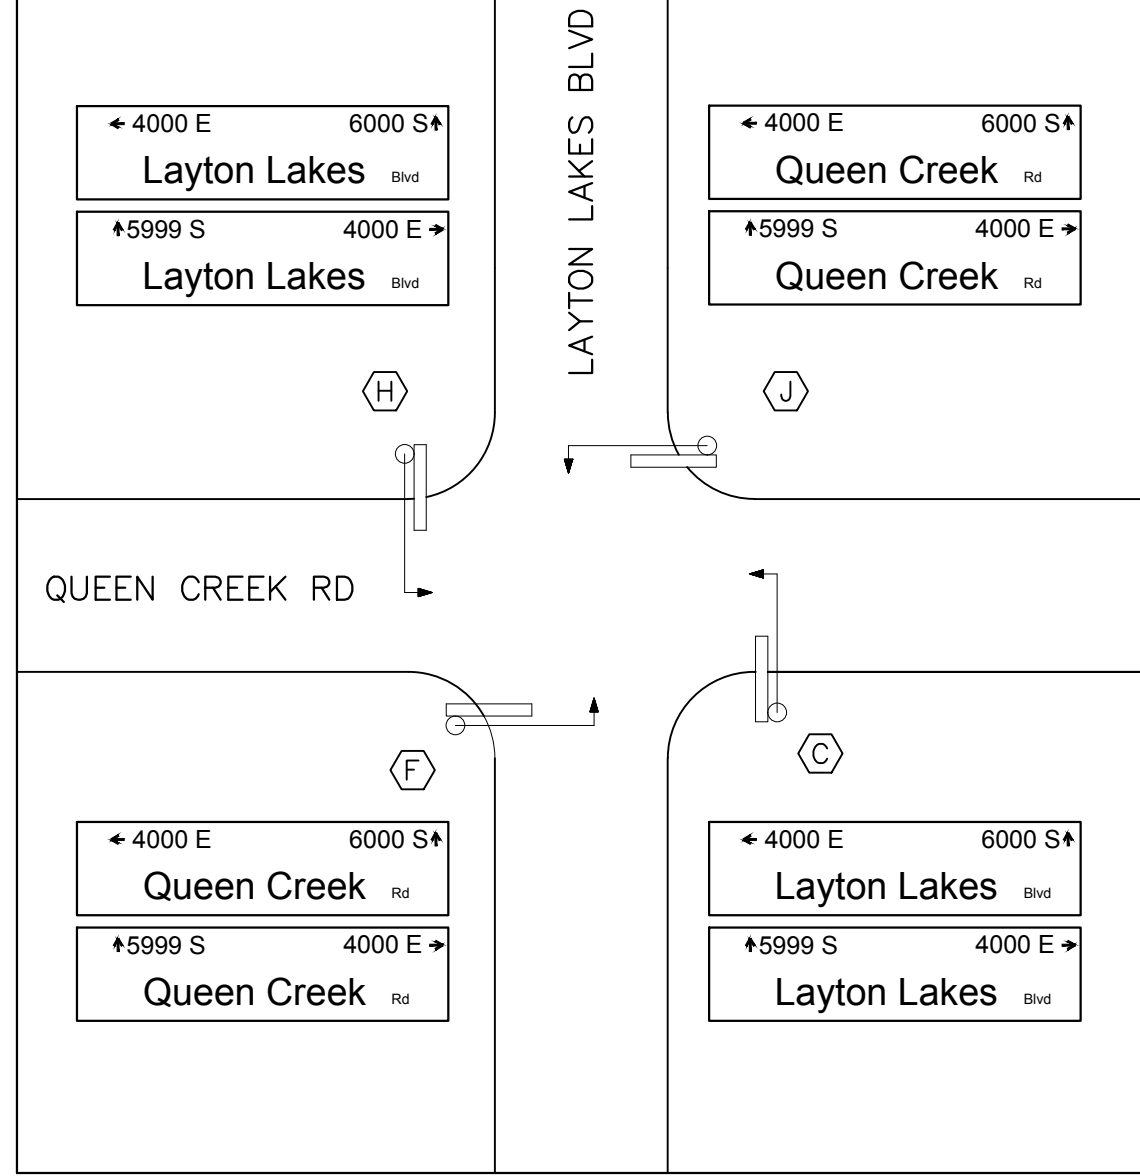 LAYTON LAKES BLVD
← 4000 E 6000 S↑
Layton Lakes Blvd
↑5999 S 4000 E →
Layton Lakes Blvd
← 4000 E 6000 S↑
Queen Creek Rd
↑5999 S 4000 E →
Queen Creek Rd
H
J
QUEEN CREEK RD
F
C
← 4000 E 6000 S↑
Queen Creek Rd
↑5999 S 4000 E →
Queen Creek Rd
← 4000 E 6000 S↑
Layton Lakes Blvd
↑5999 S 4000 E →
Layton Lakes Blvd